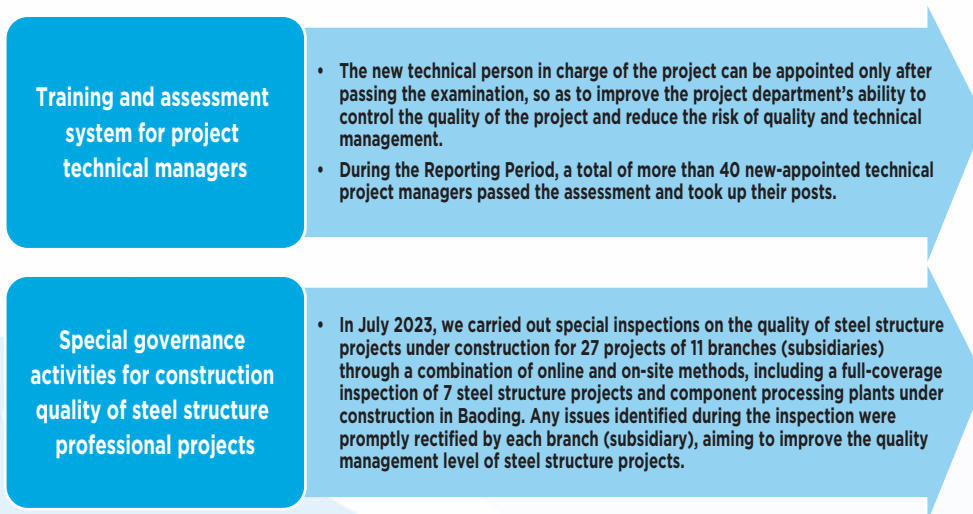 Training and assessment
system for project
technical managers
• The new technical person in charge of the project can be appointed only after
passing the examination, so as to improve the project department's ability to
control the quality of the project and reduce the risk of quality and technical
management.
• During the Reporting Period, a total of more than 40 new-appointed technical
project managers passed the assessment and took up their posts.
Special governance
activities for construction
quality of steel structure
professional projects
• In July 2023, we carried out special inspections on the quality of steel structure
projects under construction for 27 projects of 11 branches (subsidiaries)
through a combination of online and on-site methods, including a full-coverage
inspection of 7 steel structure projects and component processing plants under
construction in Baoding. Any issues identified during the inspection were
promptly rectified by each branch (subsidiary), aiming to improve the quality
management level of steel structure projects.